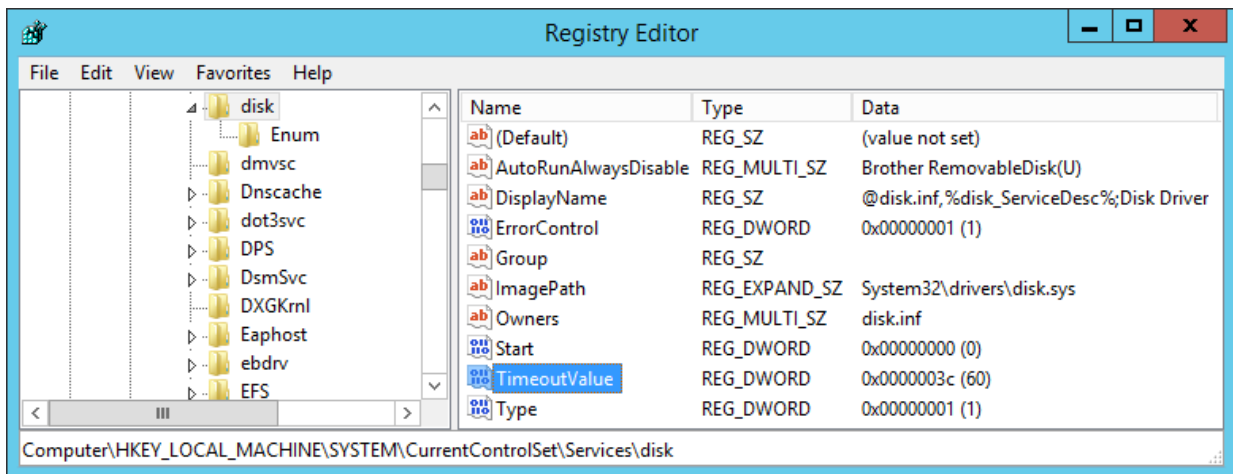 Registry Editor
File Edit View Favorites Help
disk
Enum
dmvsc
Dnscache
dot3svc
DPS
DsmSvc
DXGKrnl
Eaphost
ebdrv
EFS
Name Type Data
(Default) REG_SZ (value not set)
AutoRunAlwaysDisable REG_MULTI_SZ Brother RemovableDisk(U)
DisplayName REG_SZ @disk.inf,%disk_ServiceDesc%;Disk Driver
ErrorControl REG_DWORD 0x00000001 (1)
Group REG_SZ
ImagePath REG_EXPAND_SZ System32\drivers\disk.sys
Owners REG_MULTI_SZ disk.inf
Start REG_DWORD 0x00000000 (0)
TimeoutValue REG_DWORD 0x0000003c (60)
Type REG_DWORD 0x00000001 (1)
Computer\HKEY_LOCAL_MACHINE\SYSTEM\CurrentControlSet\Services\disk